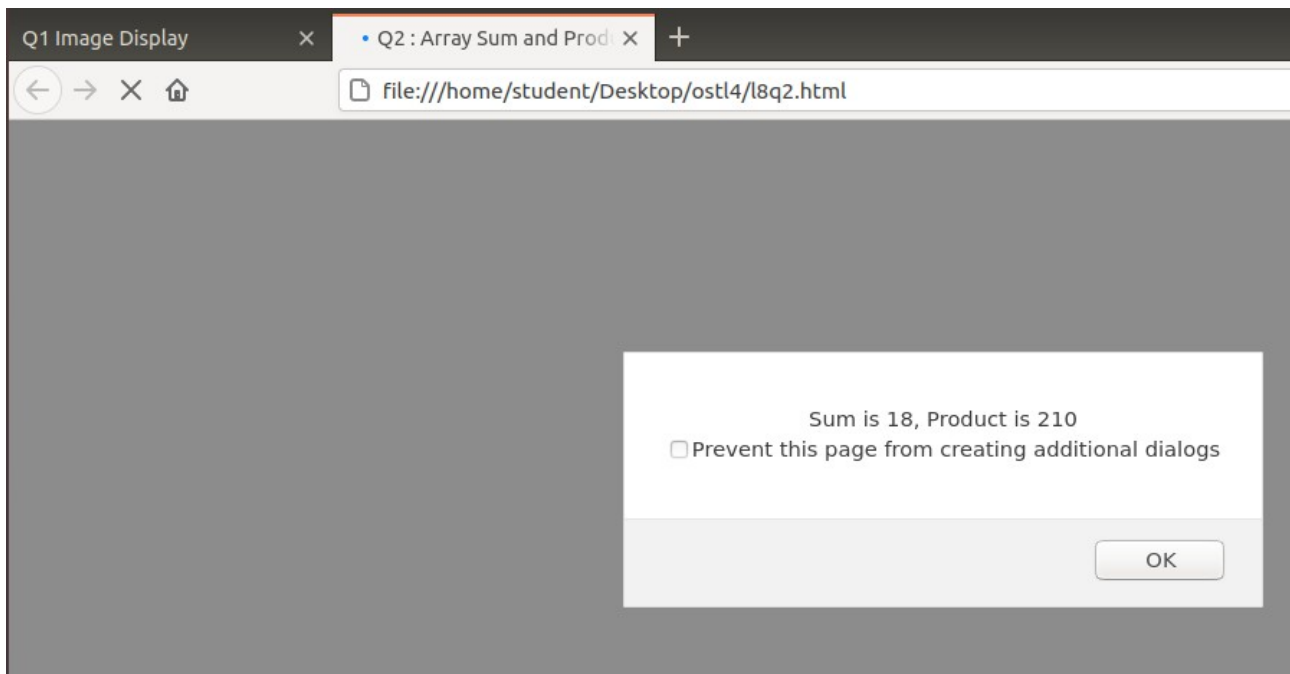 Q1 Image Display
• Q2 : Array Sum and Prod
file:///home/student/Desktop/ostl4/l8q2.html
Sum is 18, Product is 210
Prevent this page from creating additional dialogs
OK